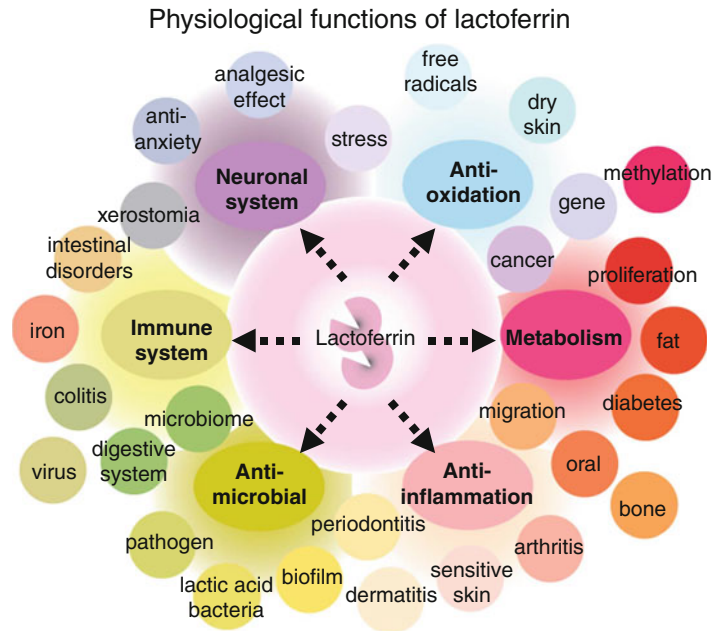 Physiological functions of lactoferrin
analgesic
effect
free
radicals
anti-
anxiety
stress
dry
skin
Neuronal
system
Anti-
oxidation
methylation
gene
xerostomia
intestinal
disorders
cancer
proliferation
iron
Immune
system
Lactoferrin
Metabolism
fat
colitis
microbiome
migration
diabetes
virus
digestive
system
Anti-
microbial
Anti-
inflammation
oral
bone
periodontitis
pathogen
arthritis
lactic acid
bacteria
biofilm
dermatitis
sensitive
skin